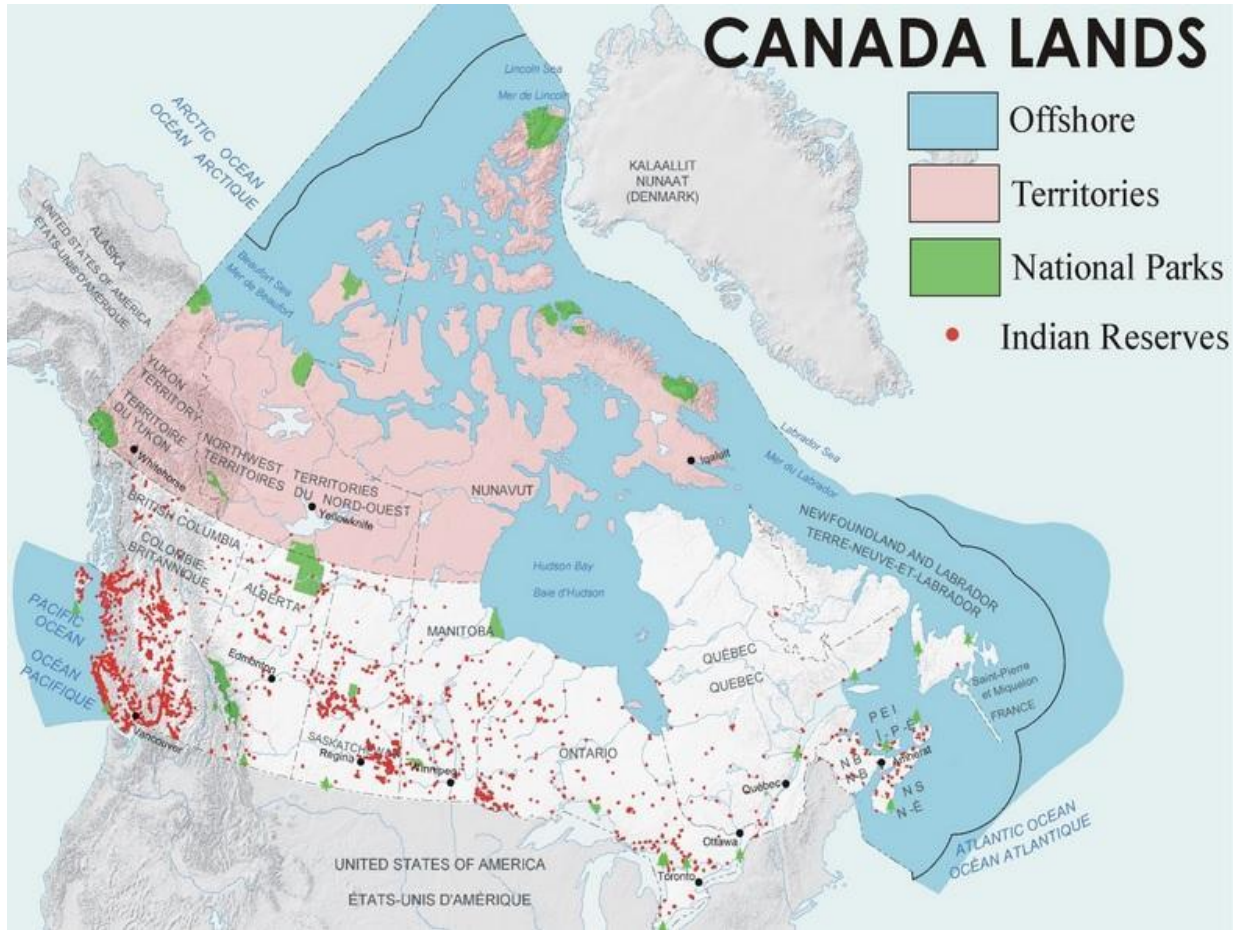 CANADA LANDS
Offshore
Territories
National Parks
Indian Reserves
Lincoln Sea
Mer de Lincoln
ARCTIC OCEAN
OCÉAN ARCTIQUE
KALAALLIT
NUNAAT
(DENMARK)
ALASKA
UNITED STATES OF AMERICA
ÉTATS-UNIS D'AMÉRIQUE
Beaufort Sea
Mer de Beaufort
YUKON
TERRITORY
TERRITOIRE
DU YUKON
Whitehorse
NORTHWEST TERRITORIES
TERRITOIRES DU NORD-OUEST
Yellowknife
NUNAVUT
Iqaluit
Labrador Sea
Mer du Labrador
BRITISH COLUMBIA
COLOMBIE-
BRITANNIQUE
ALBERTA
Hudson Bay
Baie d'Hudson
NEWFOUNDLAND AND LABRADOR
TERRE-NEUVE-ET-LABRADOR
PACIFIC
OCEAN
OCÉAN
PACIFIQUE
Edmonton
MANITOBA
QUÉBEC
QUEBEC
Saint-Pierre
et Miquelon
FRANCE
Vancouver
SASKATCHEWAN
Regina
Winnipeg
ONTARIO
P E I
Î -P -É
Amherst
N B
N-B
N S
N -É
Québec
Ottawa
Toronto
ATLANTIC OCEAN
OCÉAN ATLANTIQUE
UNITED STATES OF AMERICA
ÉTATS-UNIS D'AMÉRIQUE